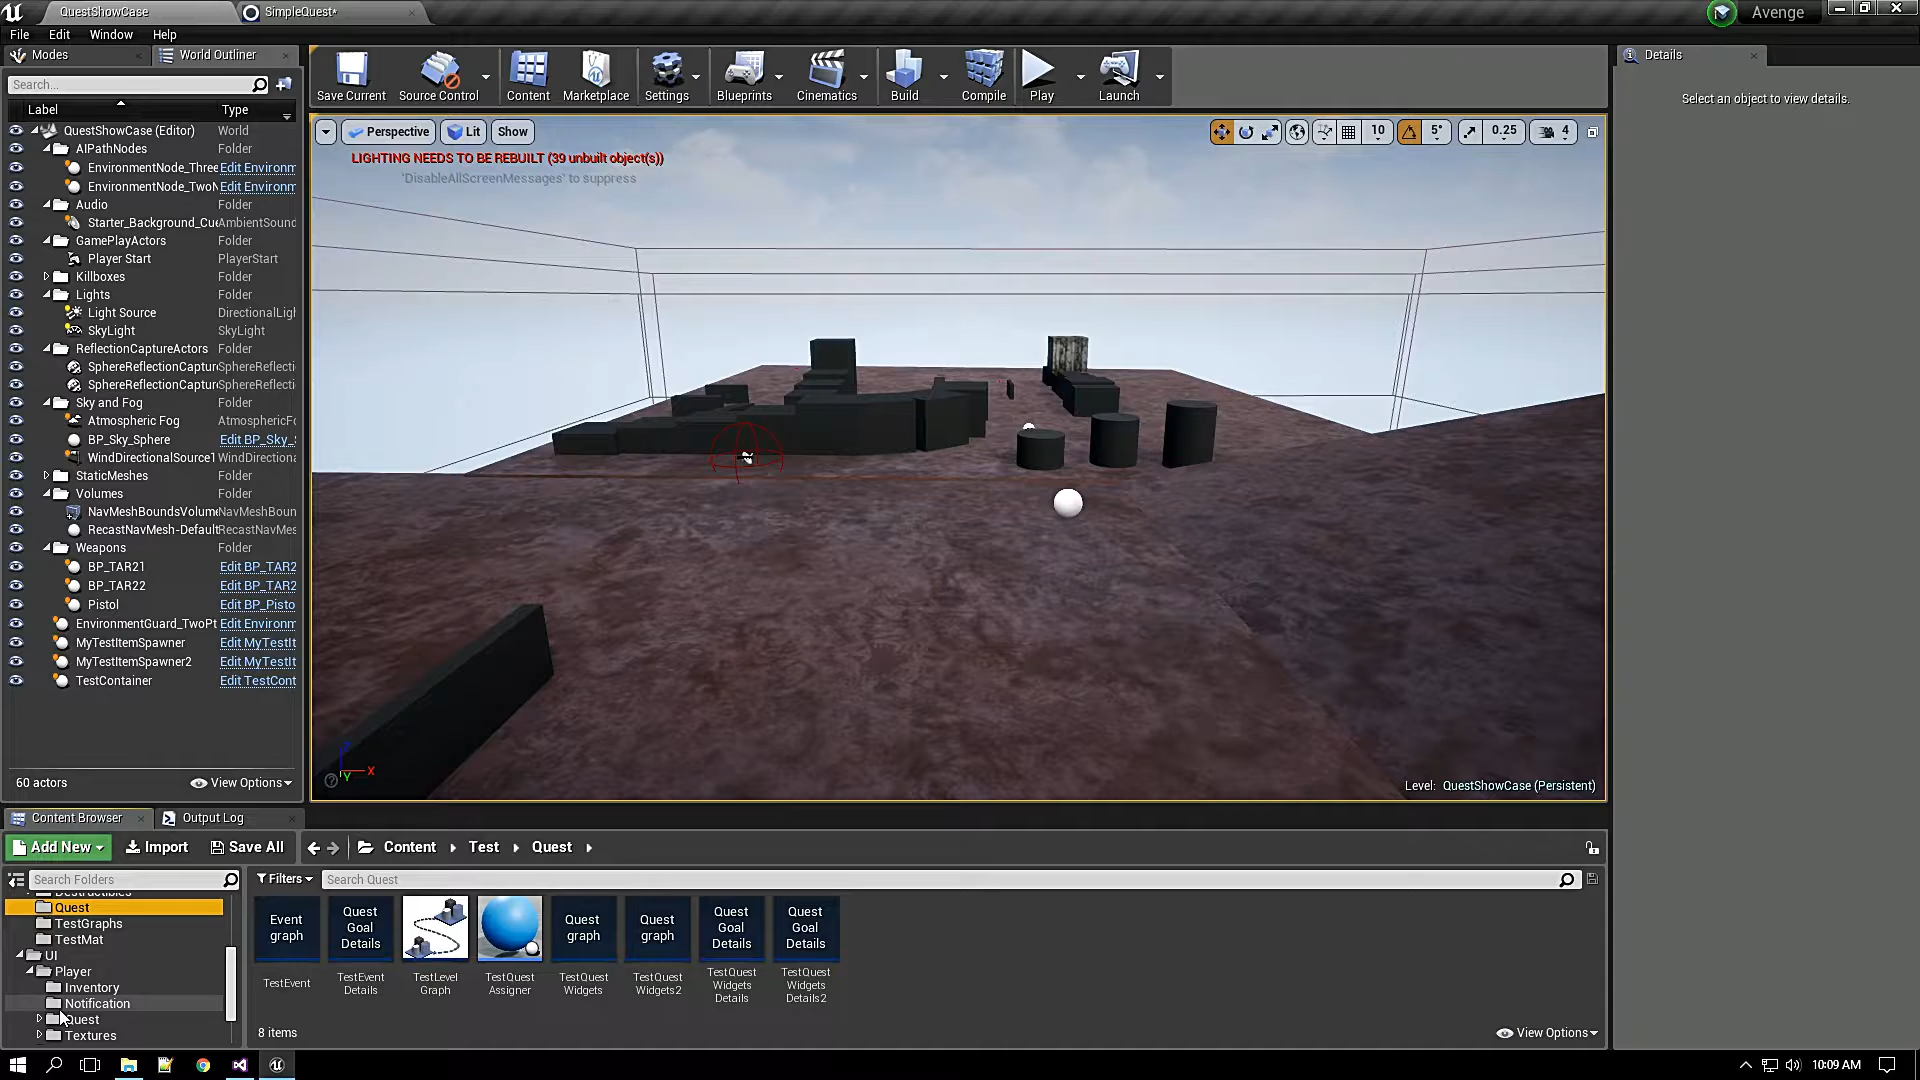 QuestShowCase
SimpleQuest*
Avenge
File Edit Window Help
Modes
World Outliner
Search...
Label Type
QuestShowCase (Editor) World
AIPathNodes Folder
EnvironmentNode_Three Edit Environm
EnvironmentNode_TwoN Edit Environm
Audio Folder
Starter_Background_Cue AmbientSound
GamePlayActors Folder
Player Start PlayerStart
Killboxes Folder
Lights Folder
Light Source DirectionalLigh
SkyLight SkyLight
ReflectionCaptureActors Folder
SphereReflectionCapture SphereReflecti
SphereReflectionCapture SphereReflecti
Sky and Fog Folder
Atmospheric Fog AtmosphericFo
BP_Sky_Sphere Edit BP_Sky_S
WindDirectionalSource1 WindDirectiona
StaticMeshes Folder
Volumes Folder
NavMeshBoundsVolume NavMeshBoun
RecastNavMesh-Default RecastNavMes
Weapons Folder
BP_TAR21 Edit BP_TAR2
BP_TAR22 Edit BP_TAR2
Pistol Edit BP_Pisto
EnvironmentGuard_TwoPt Edit Environm
MyTestItemSpawner Edit MyTestIt
MyTestItemSpawner2 Edit MyTestIt
TestContainer Edit TestCont
60 actors View Options
Save Current Source Control Content Marketplace Settings Blueprints Cinematics Build Compile Play Launch
Perspective Lit Show
10 5° 0.25 4
LIGHTING NEEDS TO BE REBUILT (39 unbuilt object(s))
'DisableAllScreenMessages' to suppress
Z
X
Y
Level: QuestShowCase (Persistent)
Details
Select an object to view details.
Content Browser
Output Log
Add New Import Save All Content Test Quest
Search Folders
Filters Search Quest
Destructibles
Quest
TestGraphs
TestMat
UI
Player
Inventory
Notification
Quest
Textures
Event graph
TestEvent
Quest Goal Details
TestEvent Details
TestLevel Graph
TestQuest Assigner
Quest graph
TestQuest Widgets
Quest graph
TestQuest Widgets2
Quest Goal Details
TestQuest Widgets Details
Quest Goal Details
TestQuest Widgets Details2
8 items View Options
10:09 AM